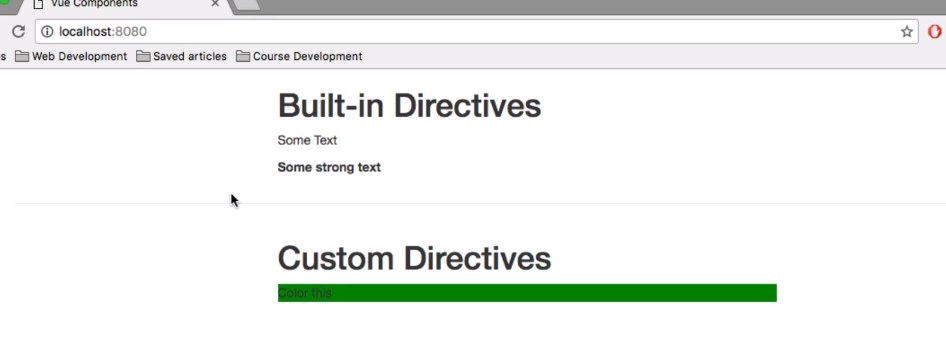 Vue Components
localhost:8080
s Web Development Saved articles Course Development
Built-in Directives
Some Text
Some strong text
Custom Directives
Color this